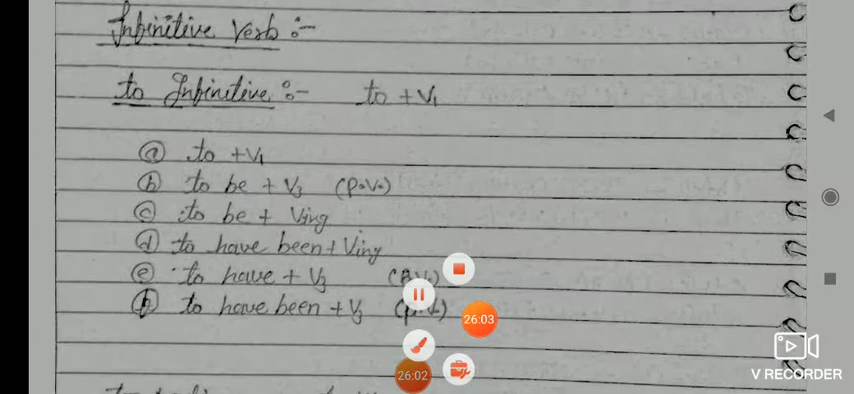 Infinitive Verb :-
to Infinitive :- to + V₁
(a) to + V₁
(b) to be + V₃ (P.V.)
(c) to be + Ving
(d) to have been + Ving
(e) to have + V₃
to have been + V₃
26:03
26:02
V RECORDER